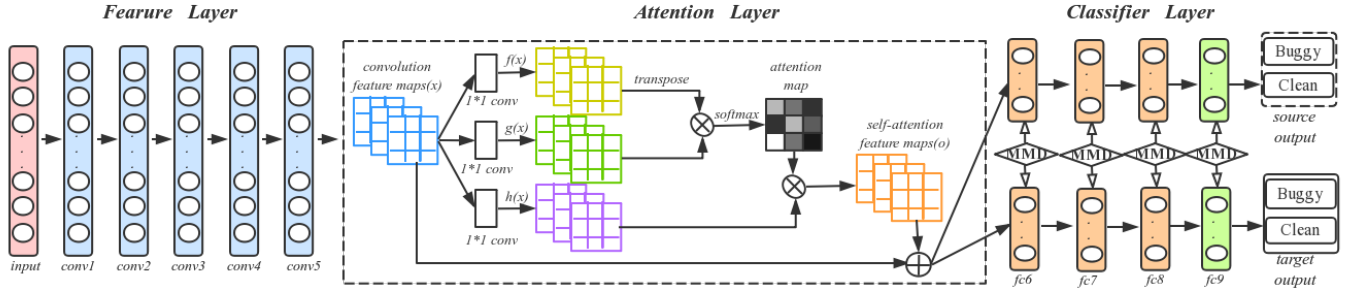 Fearure Layer
input
conv1
conv2
conv3
conv4
conv5
Attention Layer
convolution
feature maps(x)
f(x)
1*1 conv
g(x)
1*1 conv
h(x)
1*1 conv
transpose
softmax
attention
map
self-attention
feature maps(o)
Classifier Layer
MMD
MMD
MMD
MMD
fc6
fc7
fc8
fc9
Buggy
Clean
source
output
Buggy
Clean
target
output